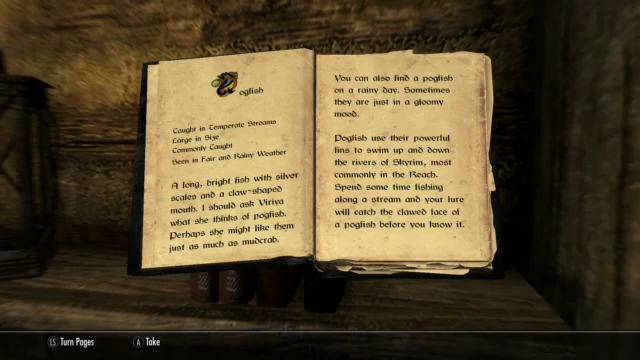 oglish
Caught in Temperate Streams
Large in Size
Commonly Caught
Seen in Fair and Rainy Weather
A long, bright fish with silver
scales and a claw-shaped
mouth. I should ask Viriya
what she thinks of poglish.
Perhaps she might like them
just as much as mudcrab.
You can also find a poglish
on a rainy day. Sometimes
they are just in a gloomy
mood.
Poglish use their powerful
fins to swim up and down
the rivers of Skyrim, most
commonly in the Reach.
Spend some time fishing
along a stream and your lure
will catch the clawed face of
a poglish before you know it.
LS Turn Pages
A Take